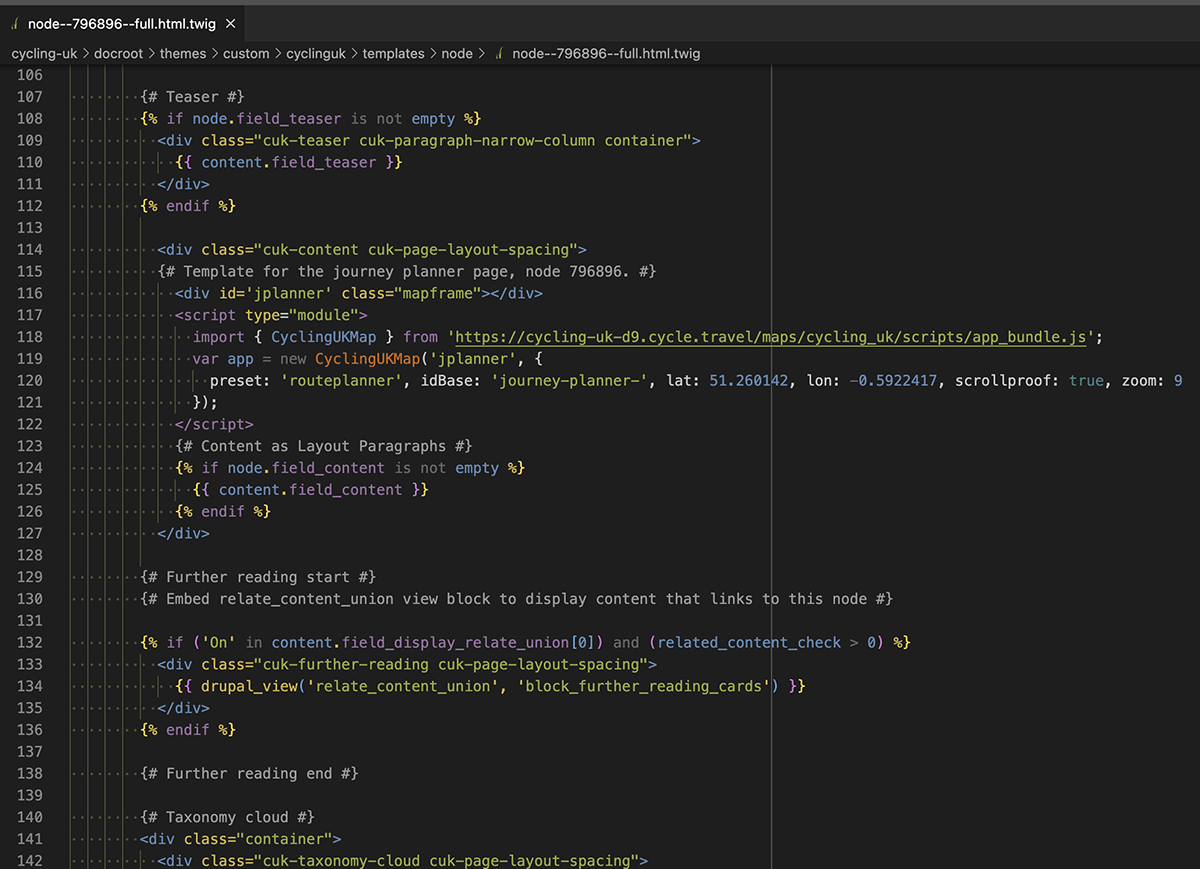 node--796896--full.html.twig ×
cycling-uk > docroot > themes > custom > cyclinguk > templates > node > node--796896--full.html.twig
106
107 {# Teaser #}
108 {% if node.field_teaser is not empty %}
109 <div class="cuk-teaser cuk-paragraph-narrow-column container">
110 {{ content.field_teaser }}
111 </div>
112 {% endif %}
113
114 <div class="cuk-content cuk-page-layout-spacing">
115 {# Template for the journey planner page, node 796896. #}
116 <div id='jplanner' class="mapframe"></div>
117 <script type="module">
118 import { CyclingUKMap } from 'https://cycling-uk-d9.cycle.travel/maps/cycling_uk/scripts/app_bundle.js';
119 var app = new CyclingUKMap('jplanner', {
120 preset: 'routeplanner', idBase: 'journey-planner-', lat: 51.260142, lon: -0.5922417, scrollproof: true, zoom: 9
121 });
122 </script>
123 {# Content as Layout Paragraphs #}
124 {% if node.field_content is not empty %}
125 {{ content.field_content }}
126 {% endif %}
127 </div>
128
129 {# Further reading start #}
130 {# Embed relate_content_union view block to display content that links to this node #}
131
132 {% if ('On' in content.field_display_relate_union[0]) and (related_content_check > 0) %}
133 <div class="cuk-further-reading cuk-page-layout-spacing">
134 {{ drupal_view('relate_content_union', 'block_further_reading_cards') }}
135 </div>
136 {% endif %}
137
138 {# Further reading end #}
139
140 {# Taxonomy cloud #}
141 <div class="container">
142 <div class="cuk-taxonomy-cloud cuk-page-layout-spacing">